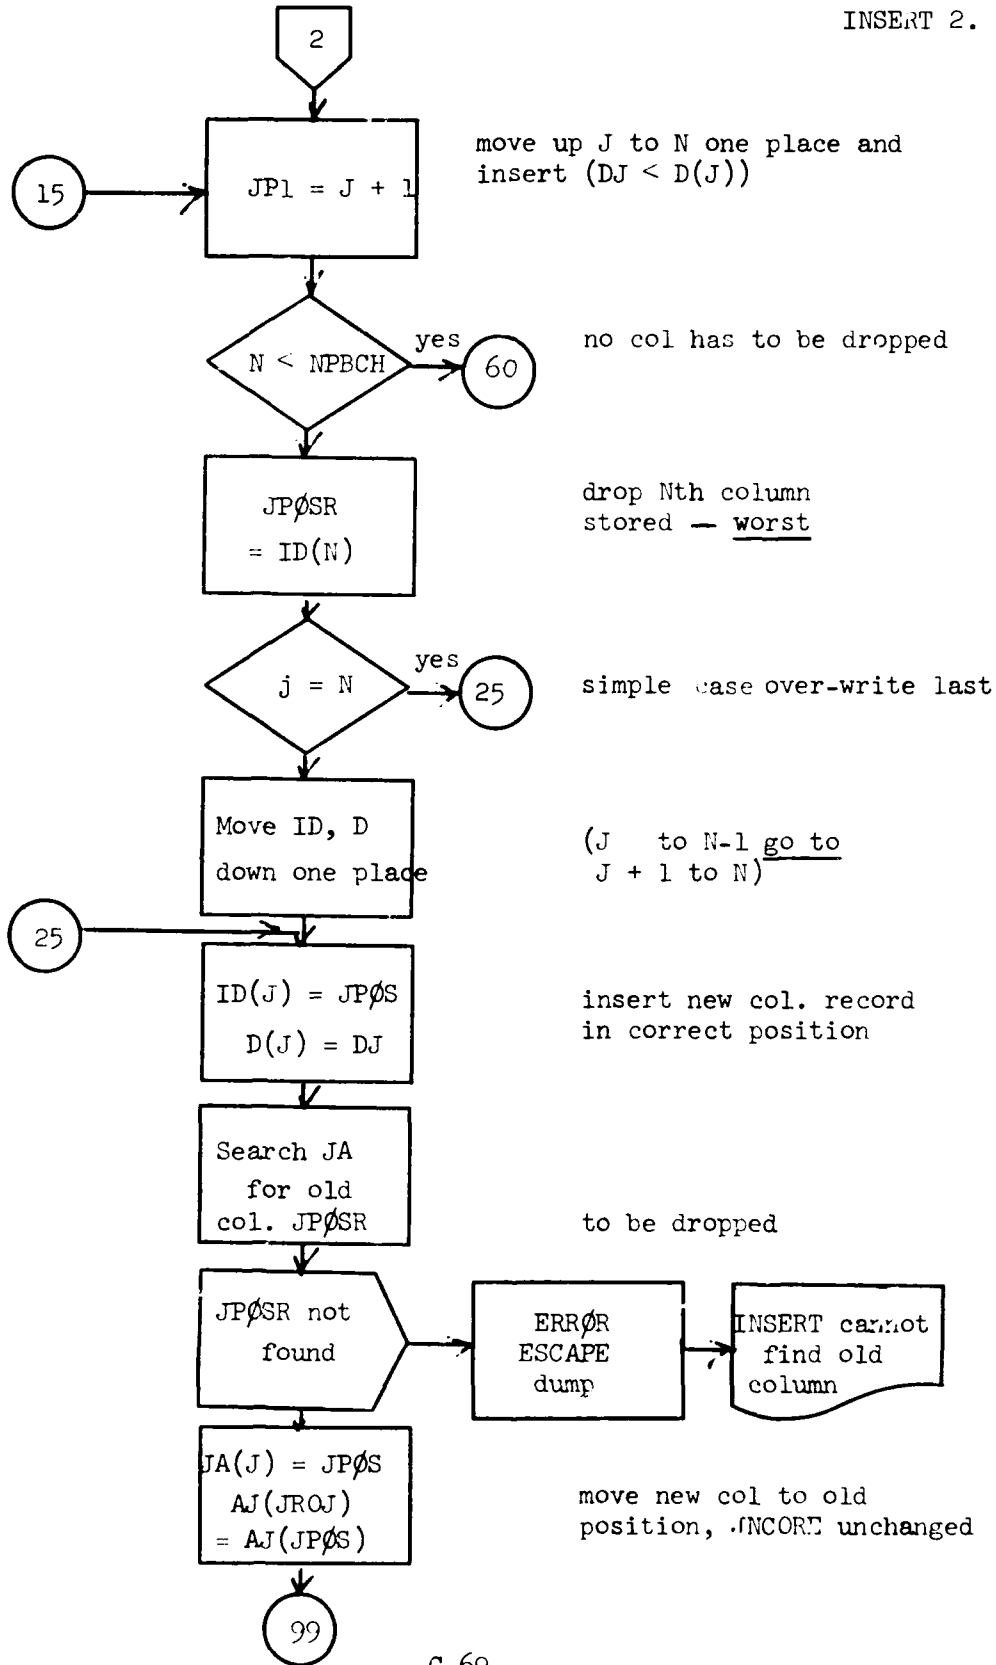 INSERT 2.
2
15
JP1 = J + 1
move up J to N one place and
insert (DJ < D(J))
N < NPBCH
yes
60
no col has to be dropped
JPØSR
= ID(N)
drop Nth column
stored — worst
j = N
yes
25
simple case over-write last
Move ID, D
down one place
(J to N-1 go to
J + 1 to N)
25
ID(J) = JPØS
D(J) = DJ
insert new col. record
in correct position
Search JA
for old
col. JPØSR
to be dropped
JPØSR not
found
ERRØR
ESCAPE
dump
INSERT cannot
find old
column
JA(J) = JPØS
AJ(JROJ)
= AJ(JPØS)
move new col to old
position, JNCORE unchanged
99
C 69